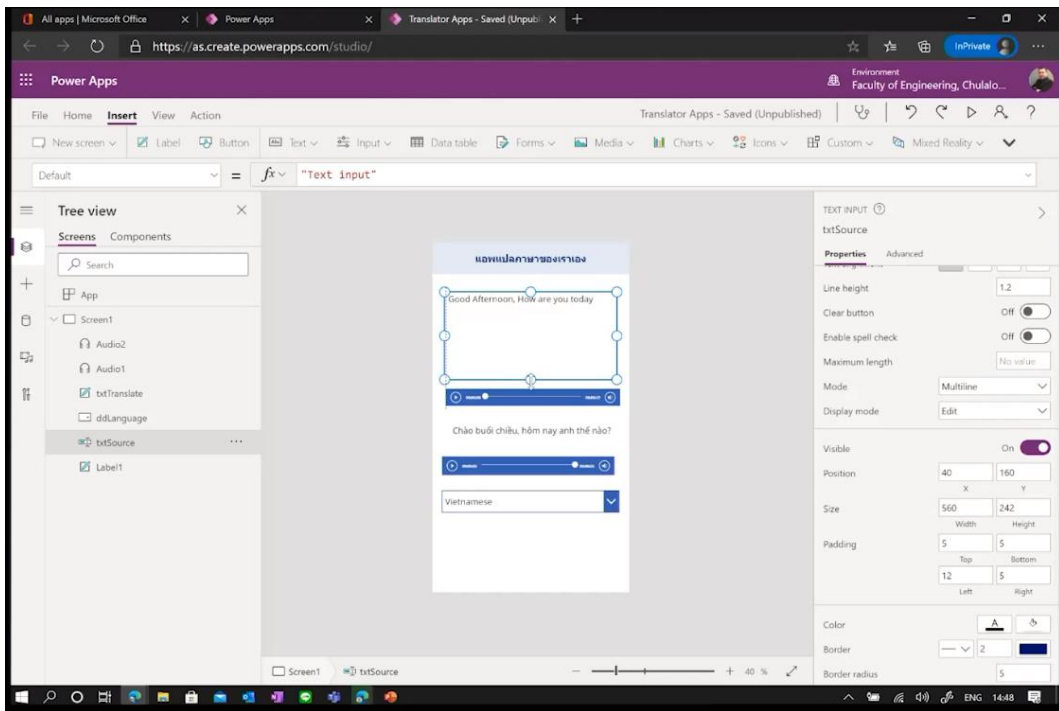 All apps | Microsoft Office
Power Apps
Translator Apps - Saved (Unpubl
https://as.create.powerapps.com/studio/
InPrivate
Power Apps
Environment
Faculty of Engineering, Chulalo...
File Home Insert View Action
Translator Apps - Saved (Unpublished)
New screen Label Button Text Input Data table Forms Media Charts Icons Custom Mixed Reality
Default = fx "Text input"
Tree view
Screens Components
Search
App
Screen1
Audio2
Audio1
txtTranslate
ddLanguage
txtSource
Label1
แอพแปลภาษาของเราเอง
Good Afternoon, How are you today
Chào buổi chiều, hôm nay anh thế nào?
Vietnamese
Screen1 txtSource
40 %
TEXT INPUT
txtSource
Properties Advanced
Line height 1.2
Clear button Off
Enable spell check Off
Maximum length No value
Mode Multiline
Display mode Edit
Visible On
Position 40 160
X Y
Size 560 242
Width Height
Padding 5 5
Top Bottom
12 5
Left Right
Color
Border 2
Border radius 5
ENG 14:48